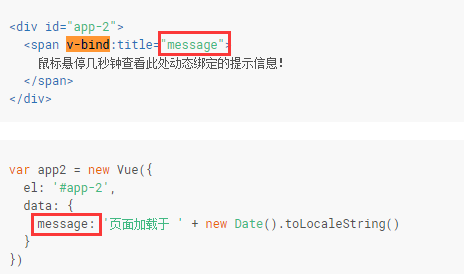 <div id="app-2">
<span v-bind:title="message">
鼠标悬停几秒钟查看此处动态绑定的提示信息！
</span>
</div>
var app2 = new Vue({
el: '#app-2',
data: {
message: '页面加载于 ' + new Date().toLocaleString()
}
})